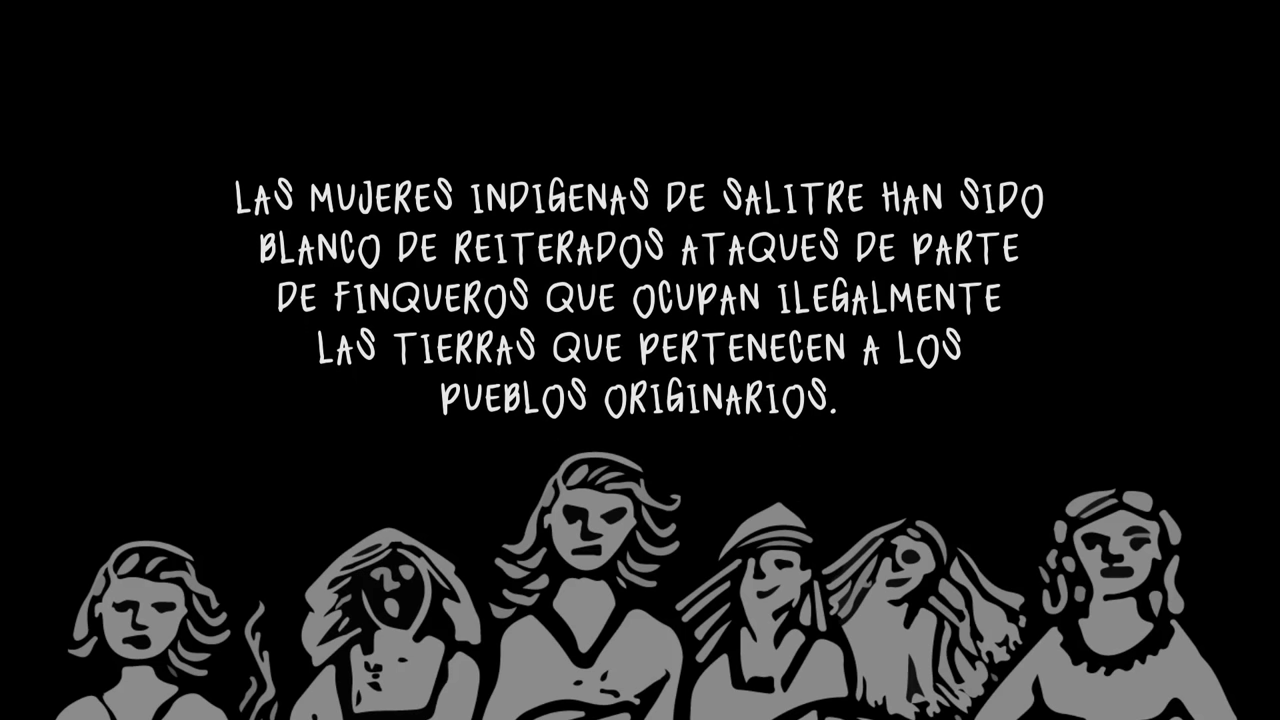 LAS MUJERES INDIGENAS DE SALITRE HAN SIDO
BLANCO DE REITERADOS ATAQUES DE PARTE
DE FINQUEROS QUE OCUPAN ILEGALMENTE
LAS TIERRAS QUE PERTENECEN A LOS
PUEBLOS ORIGINARIOS.